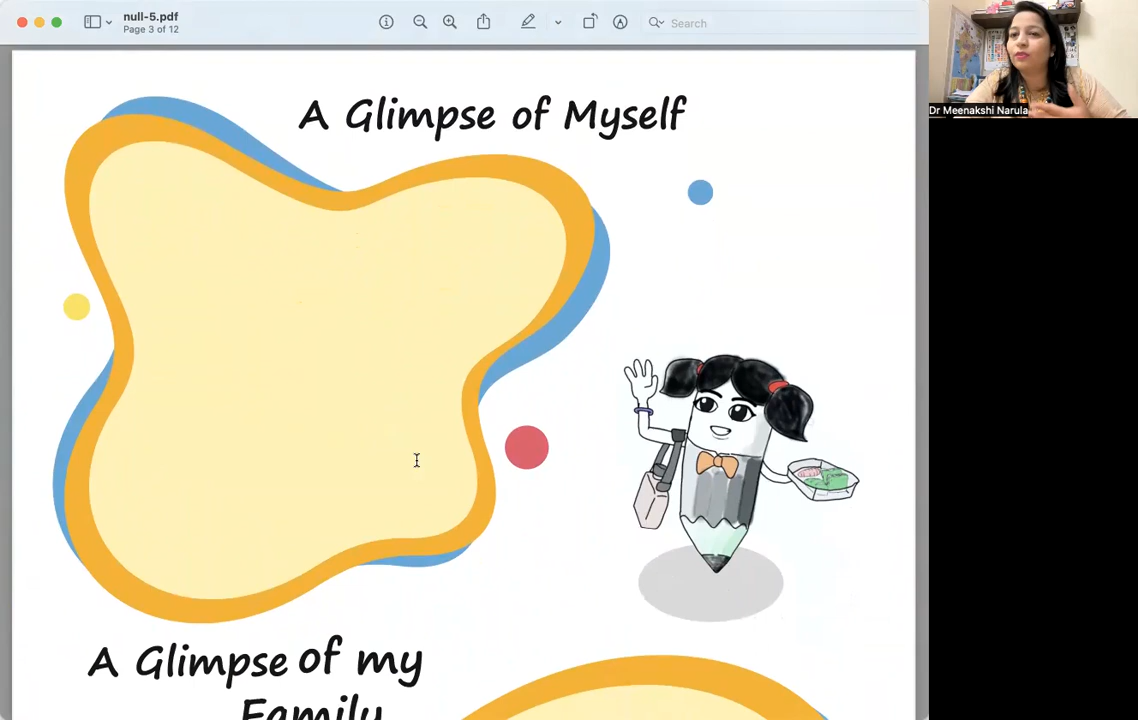 null-5.pdf
Page 3 of 12
Search
Dr Meenakshi Narula
A Glimpse of Myself
A Glimpse of my
Family